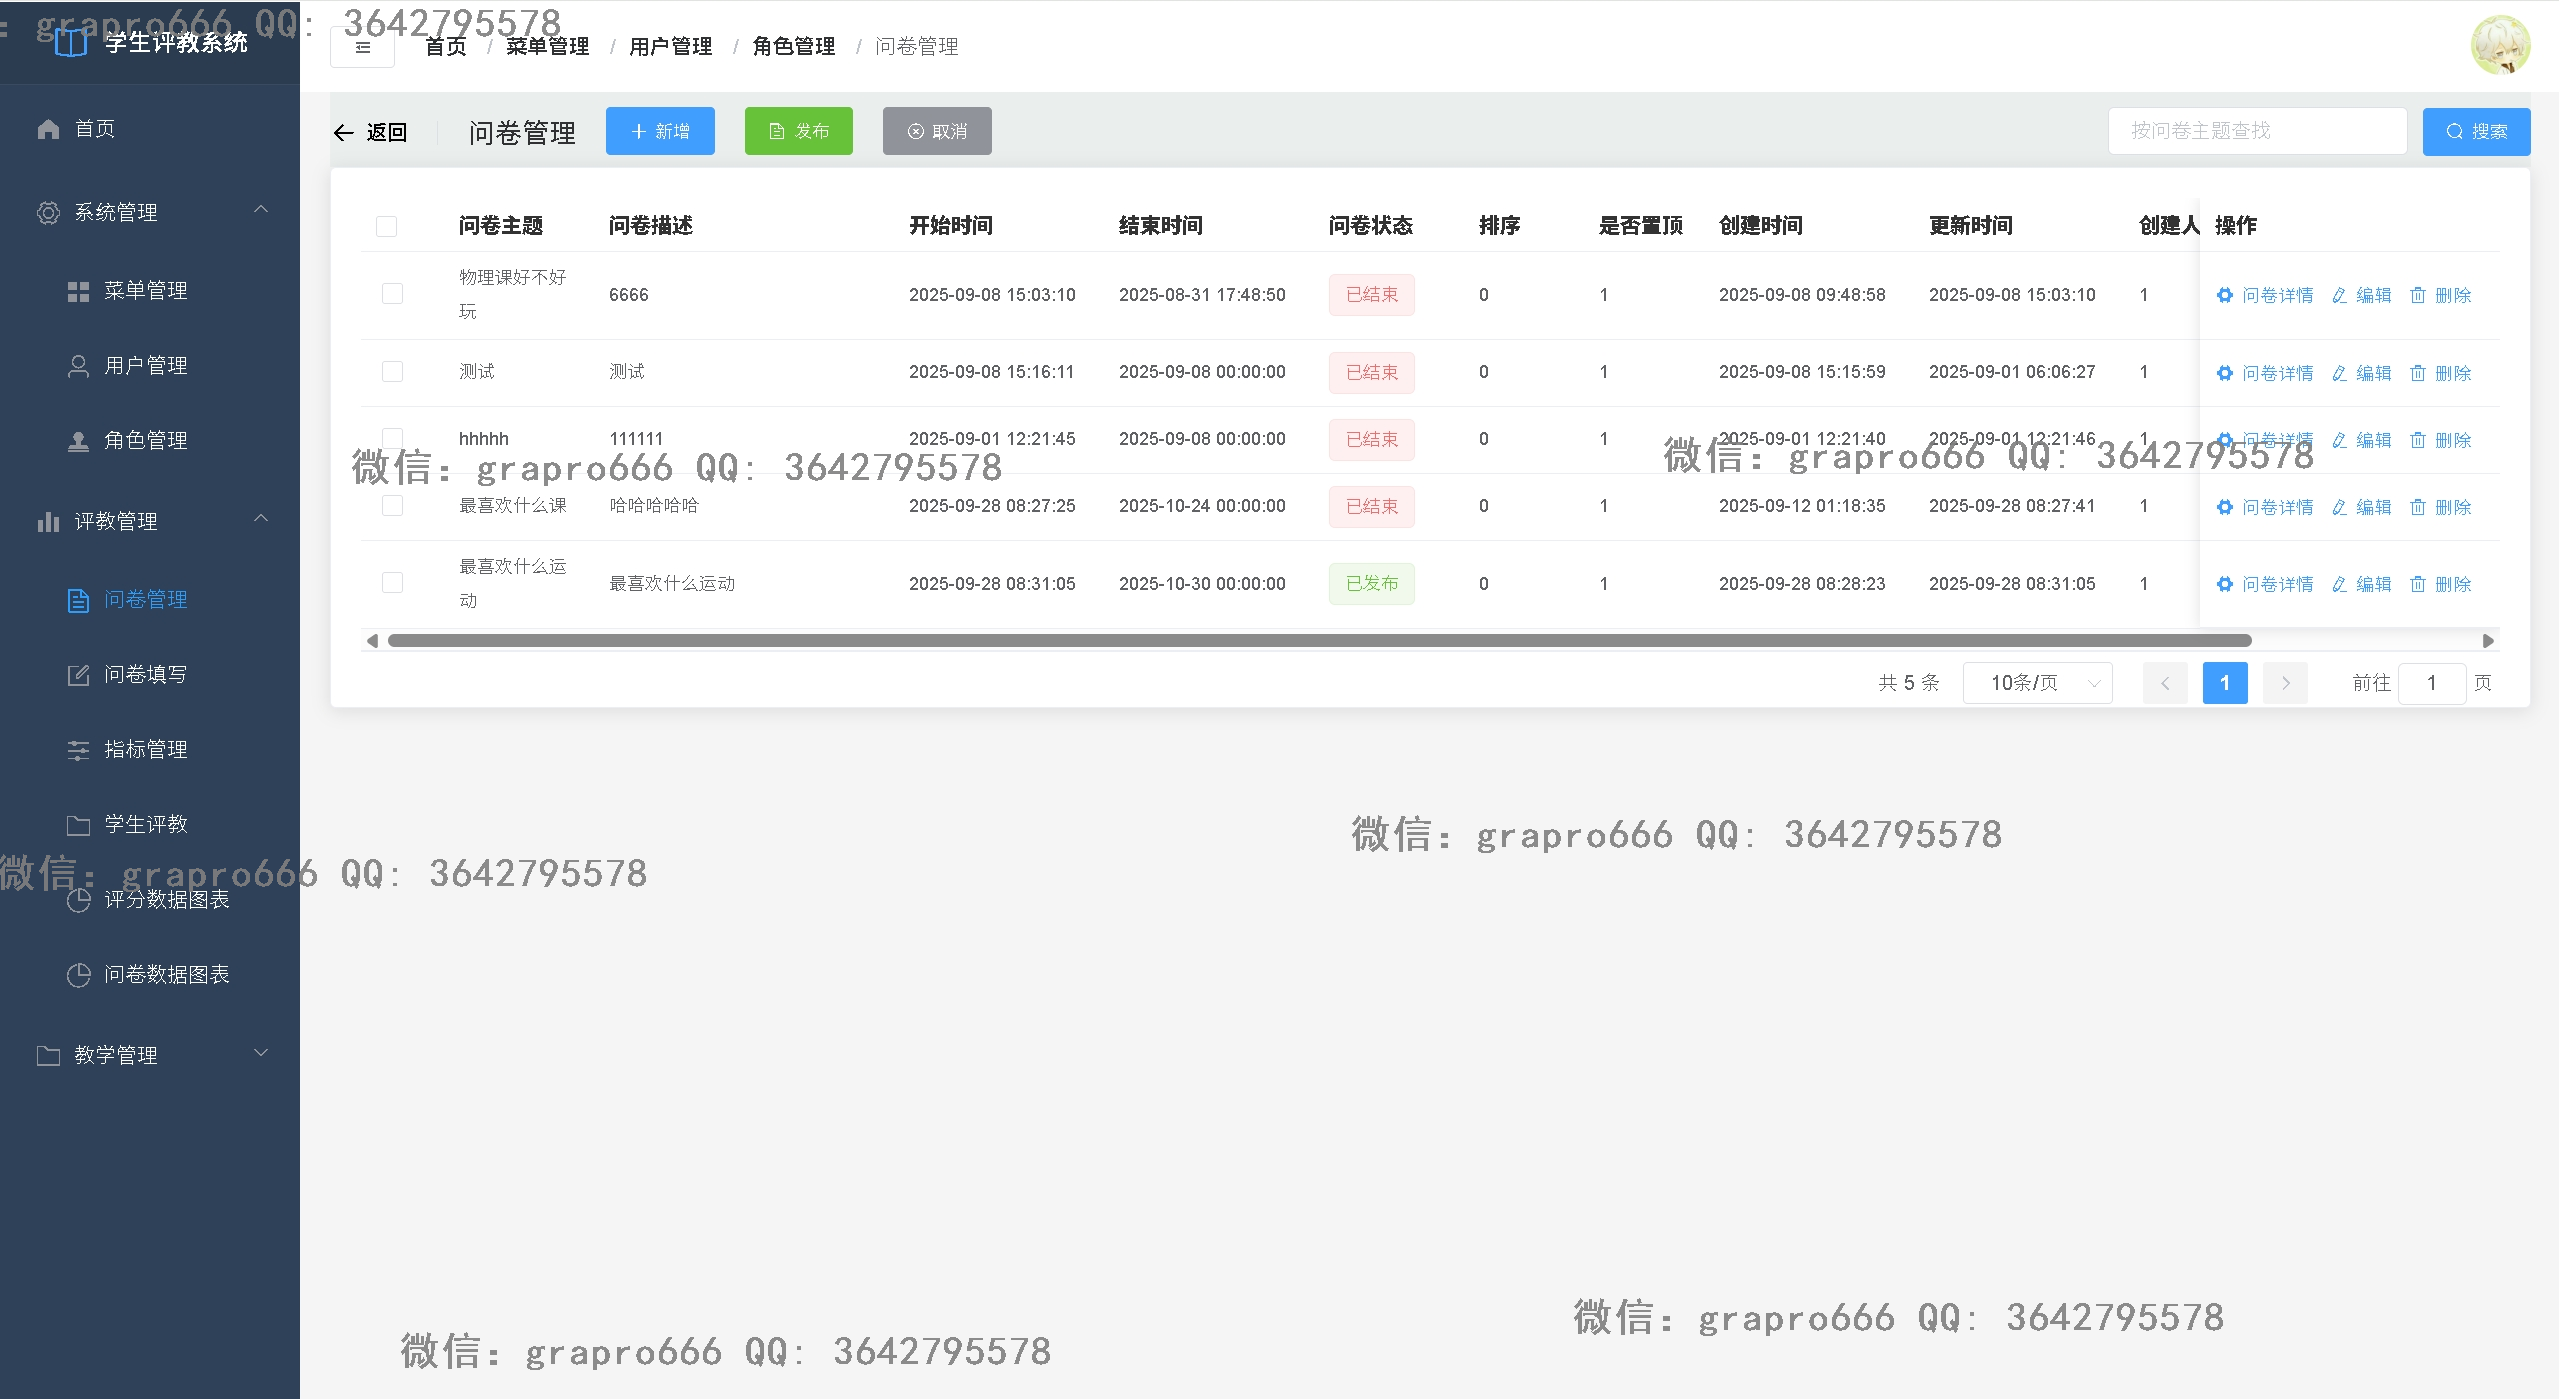 学生评教系统
首页 / 菜单管理 / 用户管理 / 角色管理 / 问卷管理
: grapro666 QQ: 3642795578
首页
系统管理
菜单管理
用户管理
角色管理
评教管理
问卷管理
问卷填写
指标管理
学生评教
评分数据图表
问卷数据图表
教学管理
返回 问卷管理 新增 发布 取消 按问卷主题查找 搜索
问卷主题 问卷描述 开始时间 结束时间 问卷状态 排序 是否置顶 创建时间 更新时间 创建人 操作
物理课好不好
玩
6666 2025-09-08 15:03:10 2025-08-31 17:48:50 已结束 0 1 2025-09-08 09:48:58 2025-09-08 15:03:10 1 问卷详情 编辑 删除
测试 测试 2025-09-08 15:16:11 2025-09-08 00:00:00 已结束 0 1 2025-09-08 15:15:59 2025-09-01 06:06:27 1 问卷详情 编辑 删除
hhhhh 111111 2025-09-01 12:21:45 2025-09-08 00:00:00 已结束 0 1 2025-09-01 12:21:40 2025-09-01 12:21:46 1 问卷详情 编辑 删除
微信: grapro666 QQ: 3642795578
微信: grapro666 QQ: 3642795578
最喜欢什么课 哈哈哈哈哈 2025-09-28 08:27:25 2025-10-24 00:00:00 已结束 0 1 2025-09-12 01:18:35 2025-09-28 08:27:41 1 问卷详情 编辑 删除
最喜欢什么运
动
最喜欢什么运动 2025-09-28 08:31:05 2025-10-30 00:00:00 已发布 0 1 2025-09-28 08:28:23 2025-09-28 08:31:05 1 问卷详情 编辑 删除
共 5 条 10条/页 1 前往 1 页
微信: grapro666 QQ: 3642795578
微信: grapro666 QQ: 3642795578
微信: grapro666 QQ: 3642795578
微信: grapro666 QQ: 3642795578